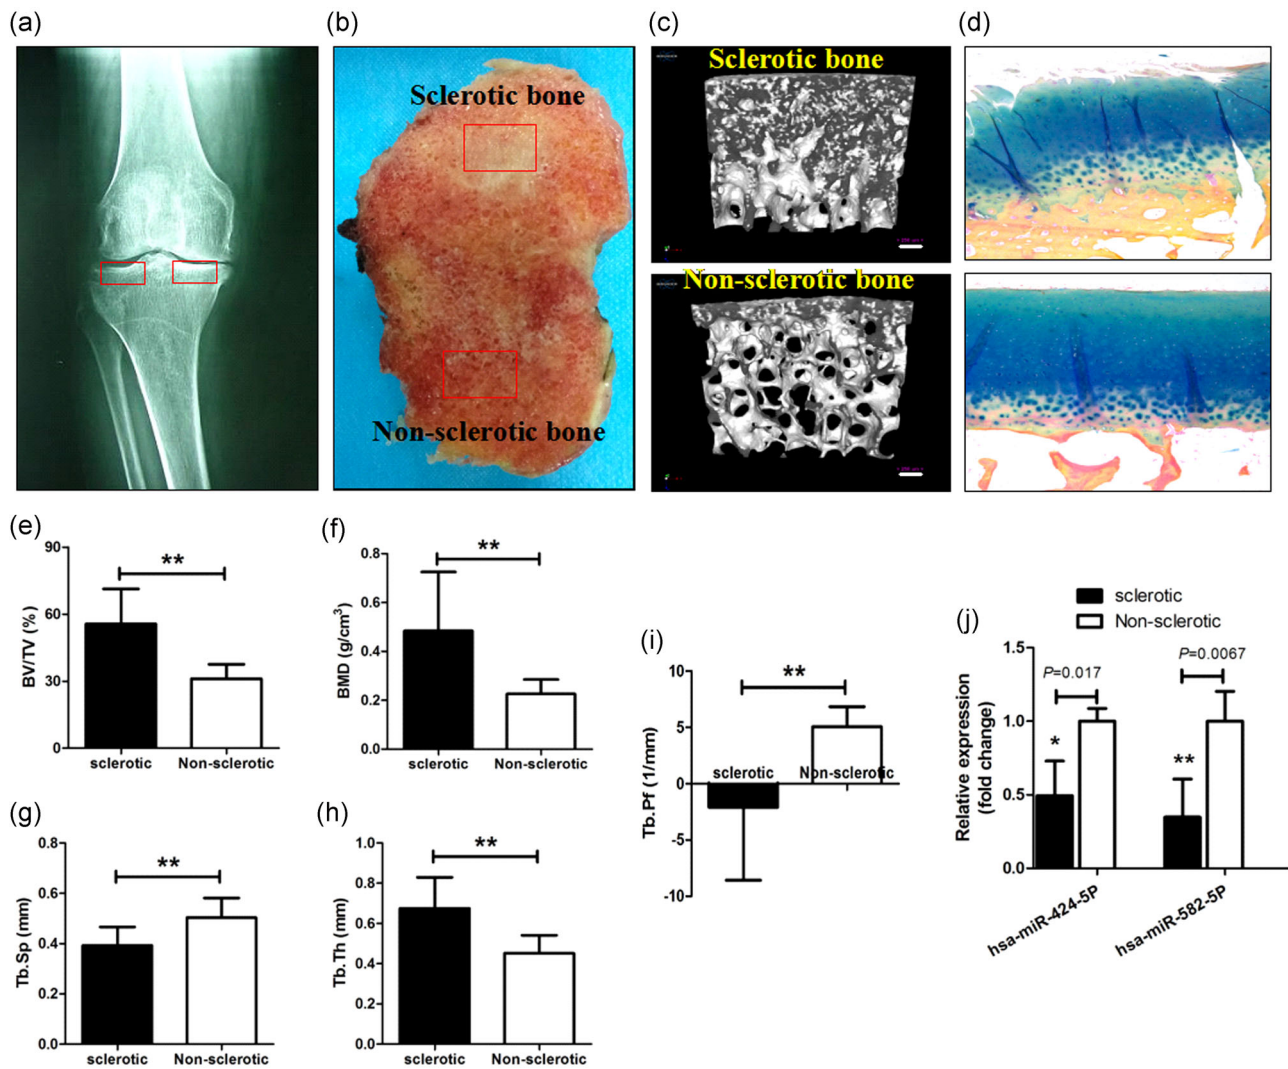 (a)
(b)
(c)
(d)
Sclerotic bone
Non-sclerotic bone
Sclerotic bone
Non-sclerotic bone
(e)
BV/TV (%)
90
60
30
0
**
sclerotic
Non-sclerotic
(f)
BMD (g/cm³)
0.8
0.6
0.4
0.2
0.0
**
sclerotic
Non-sclerotic
(g)
Tb.Sp (mm)
0.8
0.6
0.4
0.2
0.0
**
sclerotic
Non-sclerotic
(h)
Tb.Th (mm)
1.0
0.8
0.6
0.4
0.2
0.0
**
sclerotic
Non-sclerotic
(i)
Tb.Pf (1/mm)
10
5
0
-5
-10
**
sclerotic
Non-sclerotic
(j)
sclerotic
Non-sclerotic
Relative expression
(fold change)
1.5
1.0
0.5
0.0
P=0.017
P=0.0067
*
**
hsa-miR-424-5P
hsa-miR-582-5P